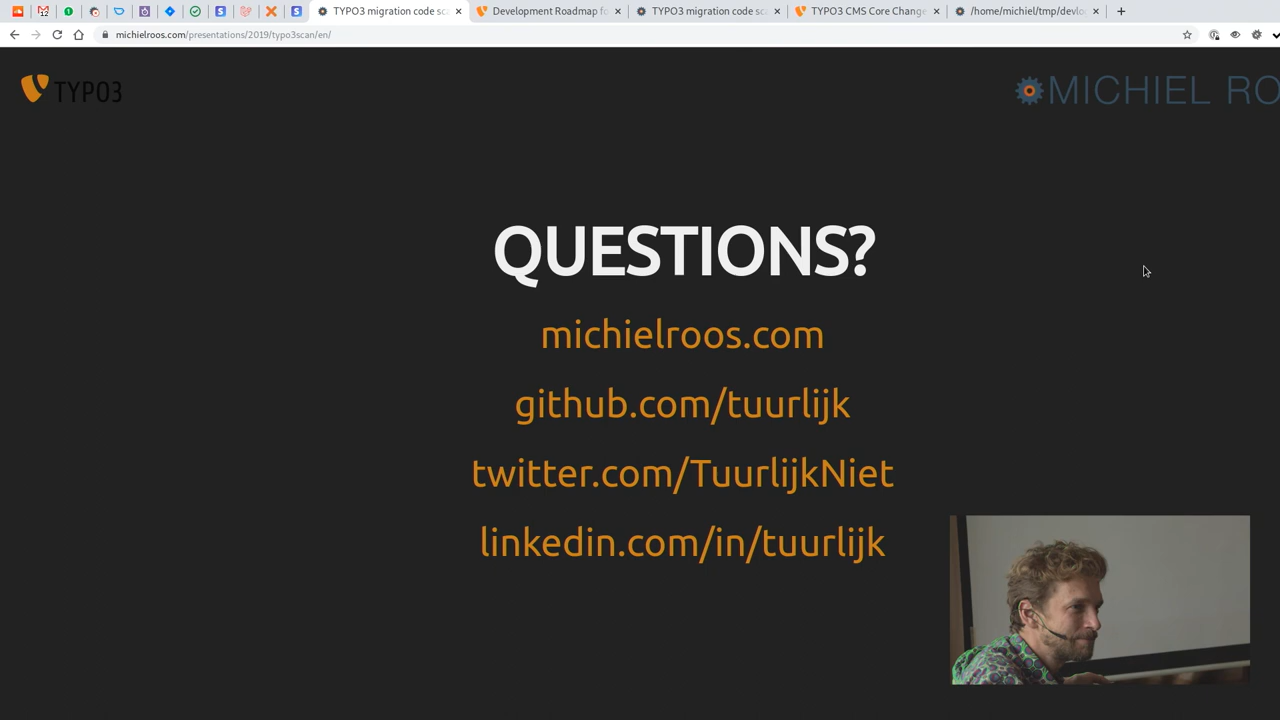 TYPO3 migration code sc
Development Roadmap fo
TYPO3 migration code sc
TYPO3 CMS Core Change
/home/michiel/tmp/devlo
michielroos.com/presentations/2019/typo3scan/en/
TYPO3
MICHIEL RO
QUESTIONS?
michielroos.com
github.com/tuurlijk
twitter.com/TuurlijkNiet
linkedin.com/in/tuurlijk